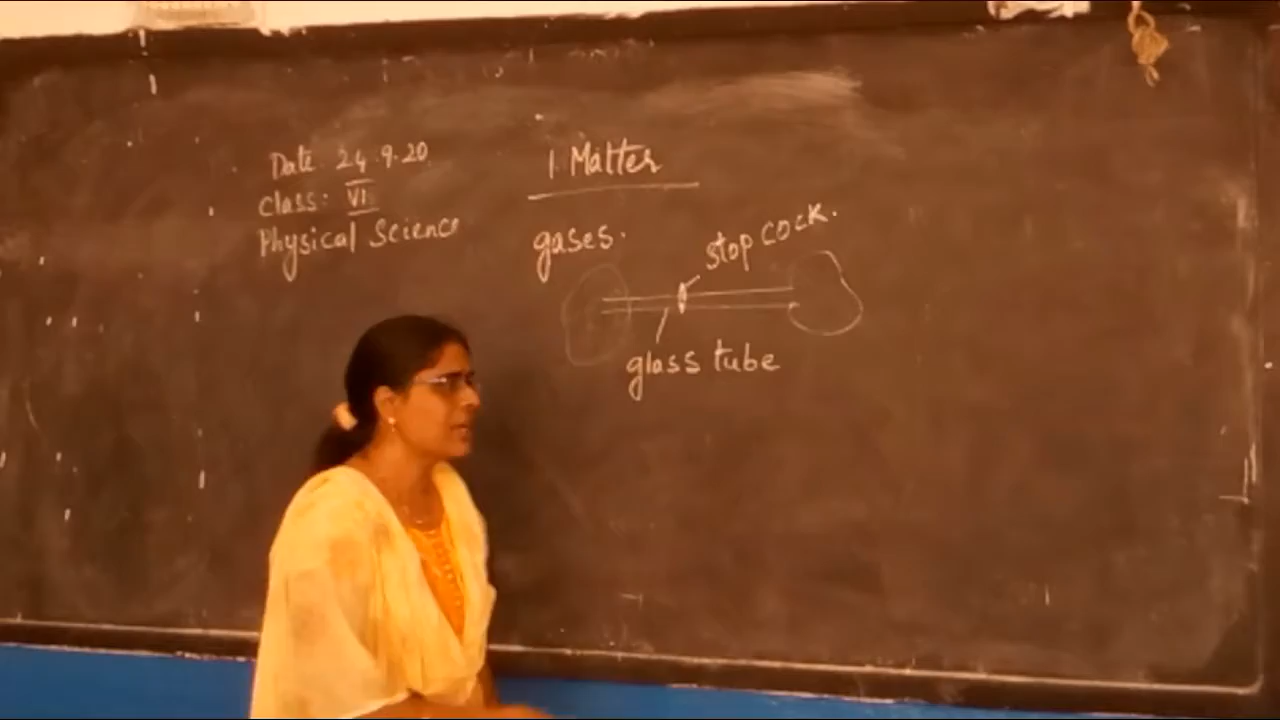 Date 24.9.20
Class: VI
Physical Science
1. Matter
gases.
stop cock.
glass tube